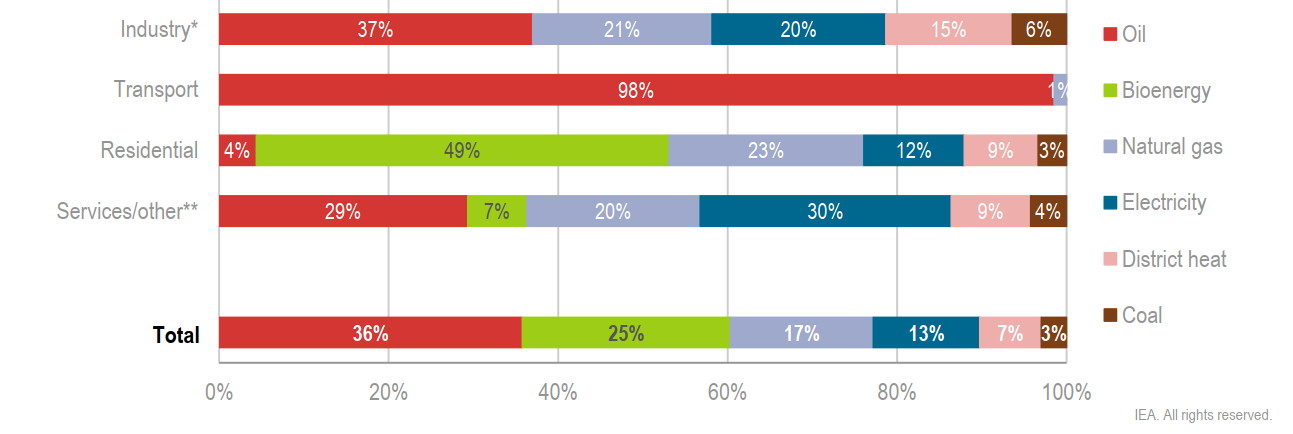 Industry* 37% 21% 20% 15% 6%
Transport 98% 1%
Residential 4% 49% 23% 12% 9% 3%
Services/other** 29% 7% 20% 30% 9% 4%
Total 36% 25% 17% 13% 7% 3%
0% 20% 40% 60% 80% 100%
Oil
Bioenergy
Natural gas
Electricity
District heat
Coal
IEA. All rights reserved.